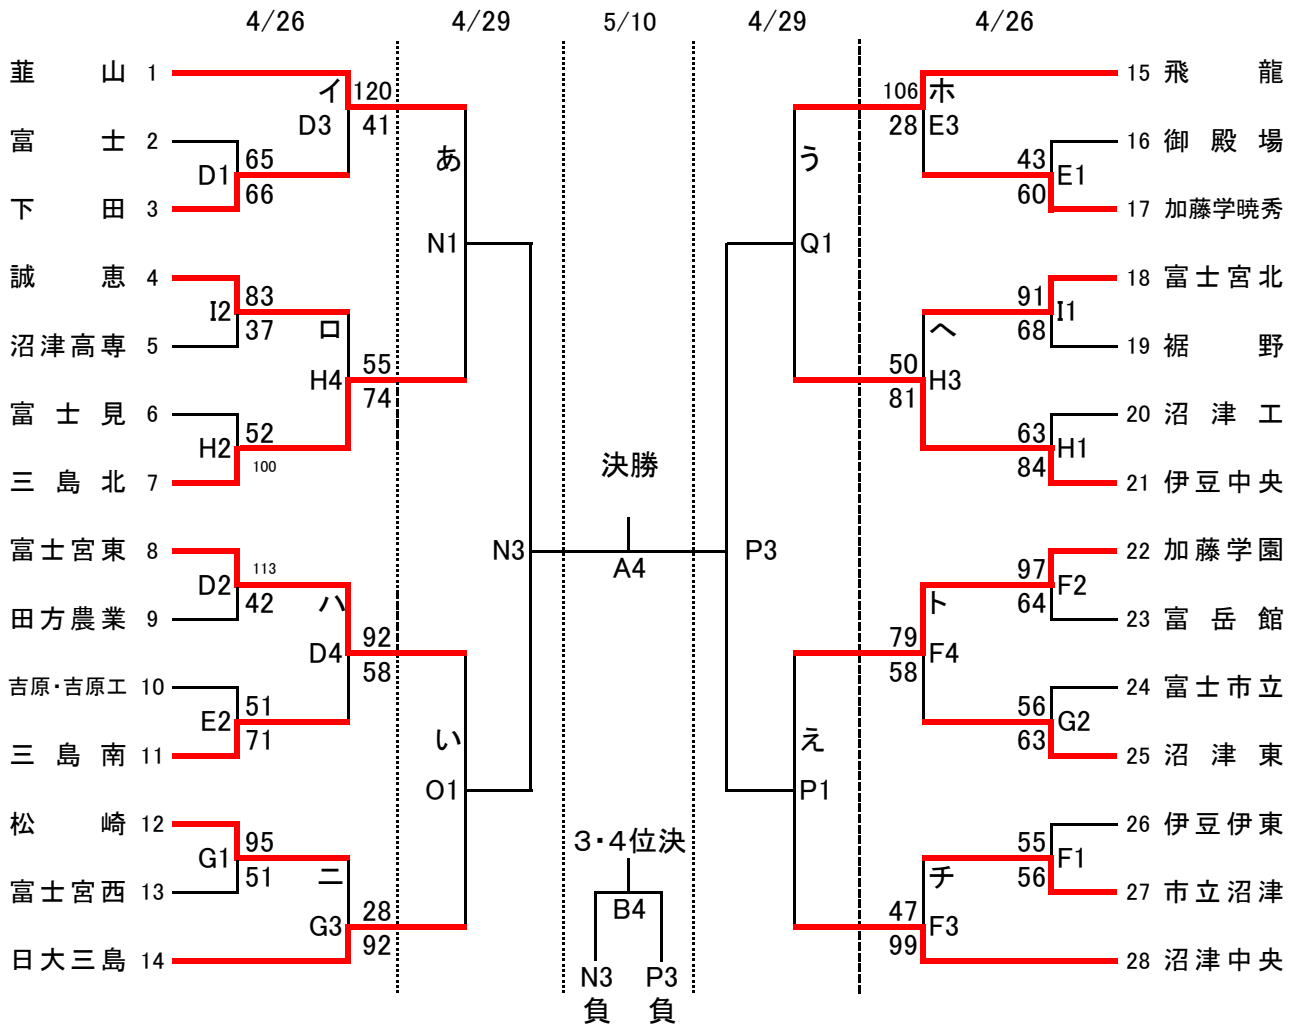 4/26 4/29 5/10 4/29 4/26
韮山 1 イ 120 106 ホ 15 飛龍
D3 41 28 E3
富士 2 16 御殿場
あ う
D1 65 43 E1
66 60
下田 3 17 加藤学暁秀
N1 Q1
誠恵 4 18 富士宮北
I2 83 91 I1
37 ロ ヘ 68
沼津高専 5 19 裾野
55 50
H4 74 81 H3
富士見 6 20 沼津工
H2 52 63 H1
100 決勝 84
三島北 7 21 伊豆中央
富士宮東 8 N3 P3 22 加藤学園
A4
D2 113 97 F2
42 ハ ト 64
田方農業 9 23 富岳館
92 79
D4 58 58 F4
吉原・吉原工 10 24 富士市立
E2 51 56 G2
71 63
い え
三島南 11 25 沼津東
O1 P1
松崎 12 26 伊豆伊東
3・4位決
G1 95 55 F1
51 ニ チ 56
富士宮西 13 27 市立沼津
28 B4 47
G3 92 99 F3
日大三島 14 28 沼津中央
N3 P3
負 負